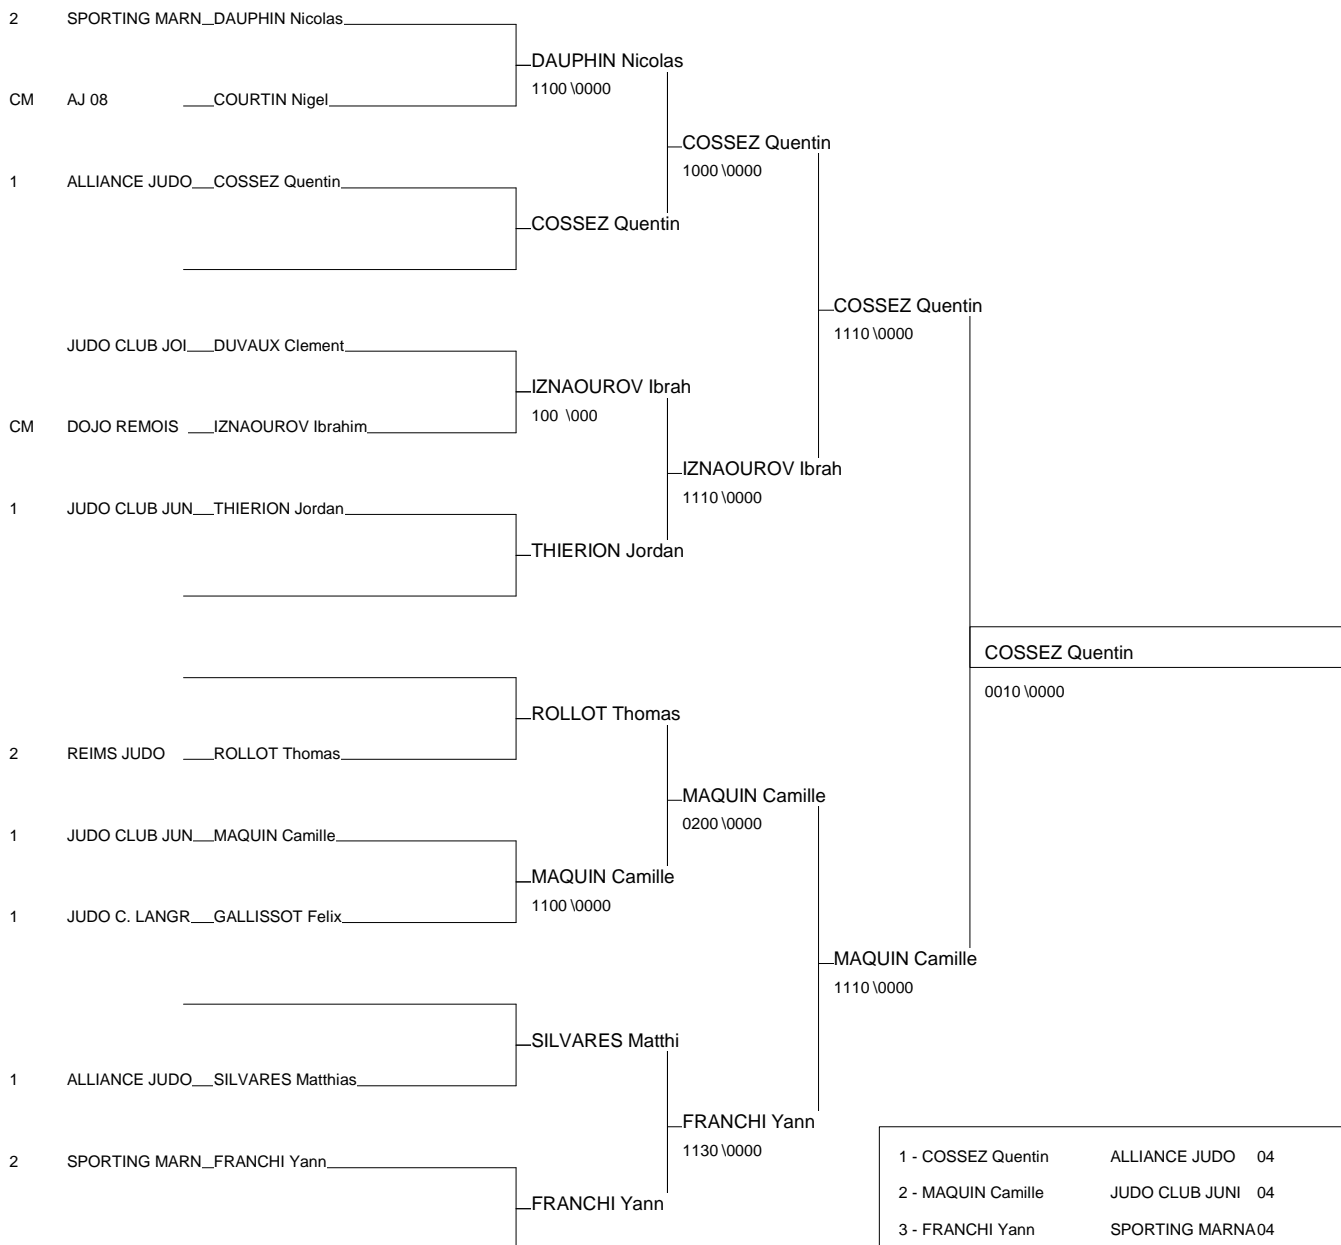 2 SPORTING MARN DAUPHIN Nicolas
DAUPHIN Nicolas
1100 \0000
CM AJ 08 COURTIN Nigel
COSSEZ Quentin
1000 \0000
1 ALLIANCE JUDO COSSEZ Quentin
COSSEZ Quentin
COSSEZ Quentin
1110 \0000
JUDO CLUB JOI DUVAUX Clement
IZNAOUROV Ibrah
100 \000
CM DOJO REMOIS IZNAOUROV Ibrahim
IZNAOUROV Ibrah
1110 \0000
1 JUDO CLUB JUN THIERION Jordan
THIERION Jordan
COSSEZ Quentin
0010 \0000
ROLLOT Thomas
2 REIMS JUDO ROLLOT Thomas
MAQUIN Camille
0200 \0000
1 JUDO CLUB JUN MAQUIN Camille
MAQUIN Camille
1100 \0000
1 JUDO C. LANGR GALLISSOT Felix
MAQUIN Camille
1110 \0000
SILVARES Matthi
1 ALLIANCE JUDO SILVARES Matthias
FRANCHI Yann
1130 \0000
2 SPORTING MARN FRANCHI Yann
FRANCHI Yann
1 - COSSEZ Quentin ALLIANCE JUDO 04
2 - MAQUIN Camille JUDO CLUB JUNI 04
3 - FRANCHI Yann SPORTING MARNA04